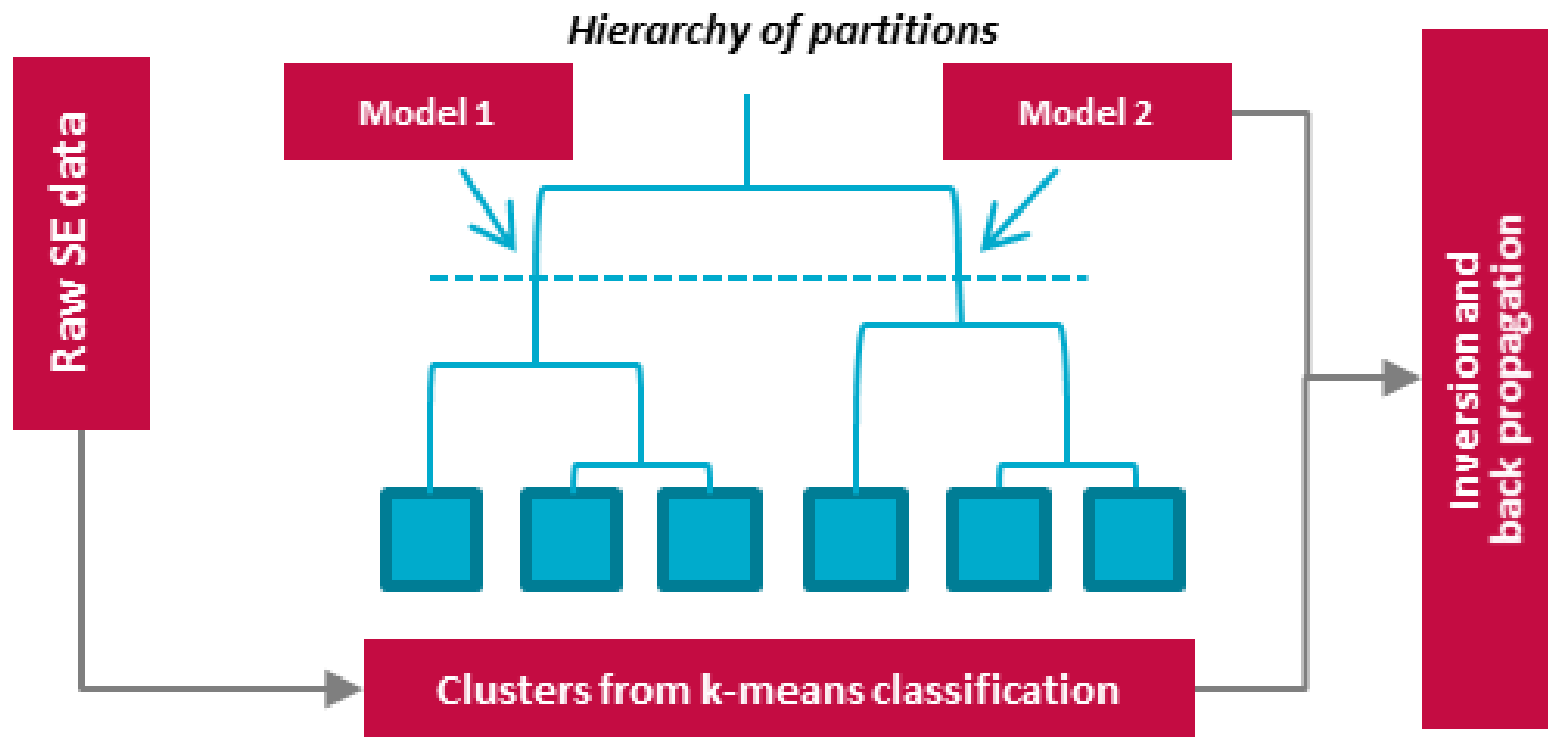 Hierarchy of partitions
Raw SE data
Model 1
Model 2
Clusters from k-means classification
Inversion and
back propagation